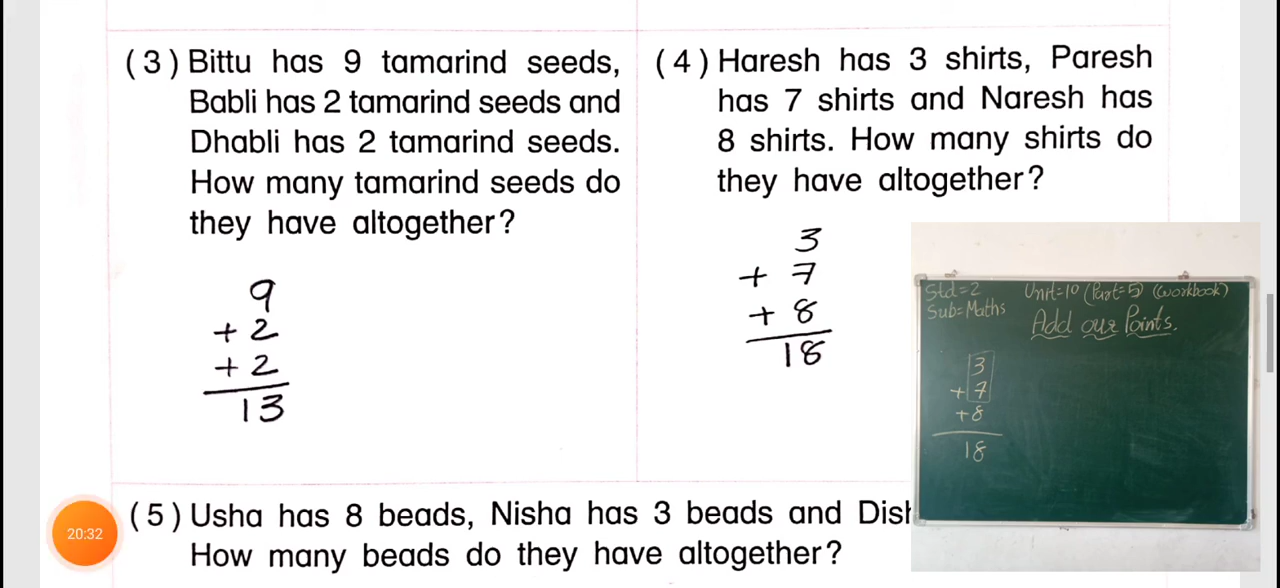 (3) Bittu has 9 tamarind seeds,
Babli has 2 tamarind seeds and
Dhabli has 2 tamarind seeds.
How many tamarind seeds do
they have altogether?
9
+ 2
+ 2
13
(4) Haresh has 3 shirts, Paresh
has 7 shirts and Naresh has
8 shirts. How many shirts do
they have altogether?
3
+ 7
+ 8
18
Std=2 Unit=10 (Part=5) (workbook)
Sub=Maths
Add our Points.
3
+7
+8
18
20:32
(5) Usha has 8 beads, Nisha has 3 beads and
How many beads do they have altogether?